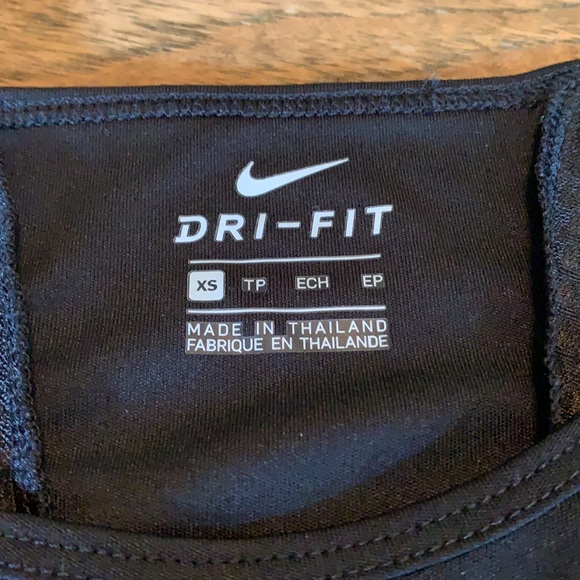 DRI-FIT
XS TP ECH EP
MADE IN THAILAND
FABRIQUE EN THAILANDE